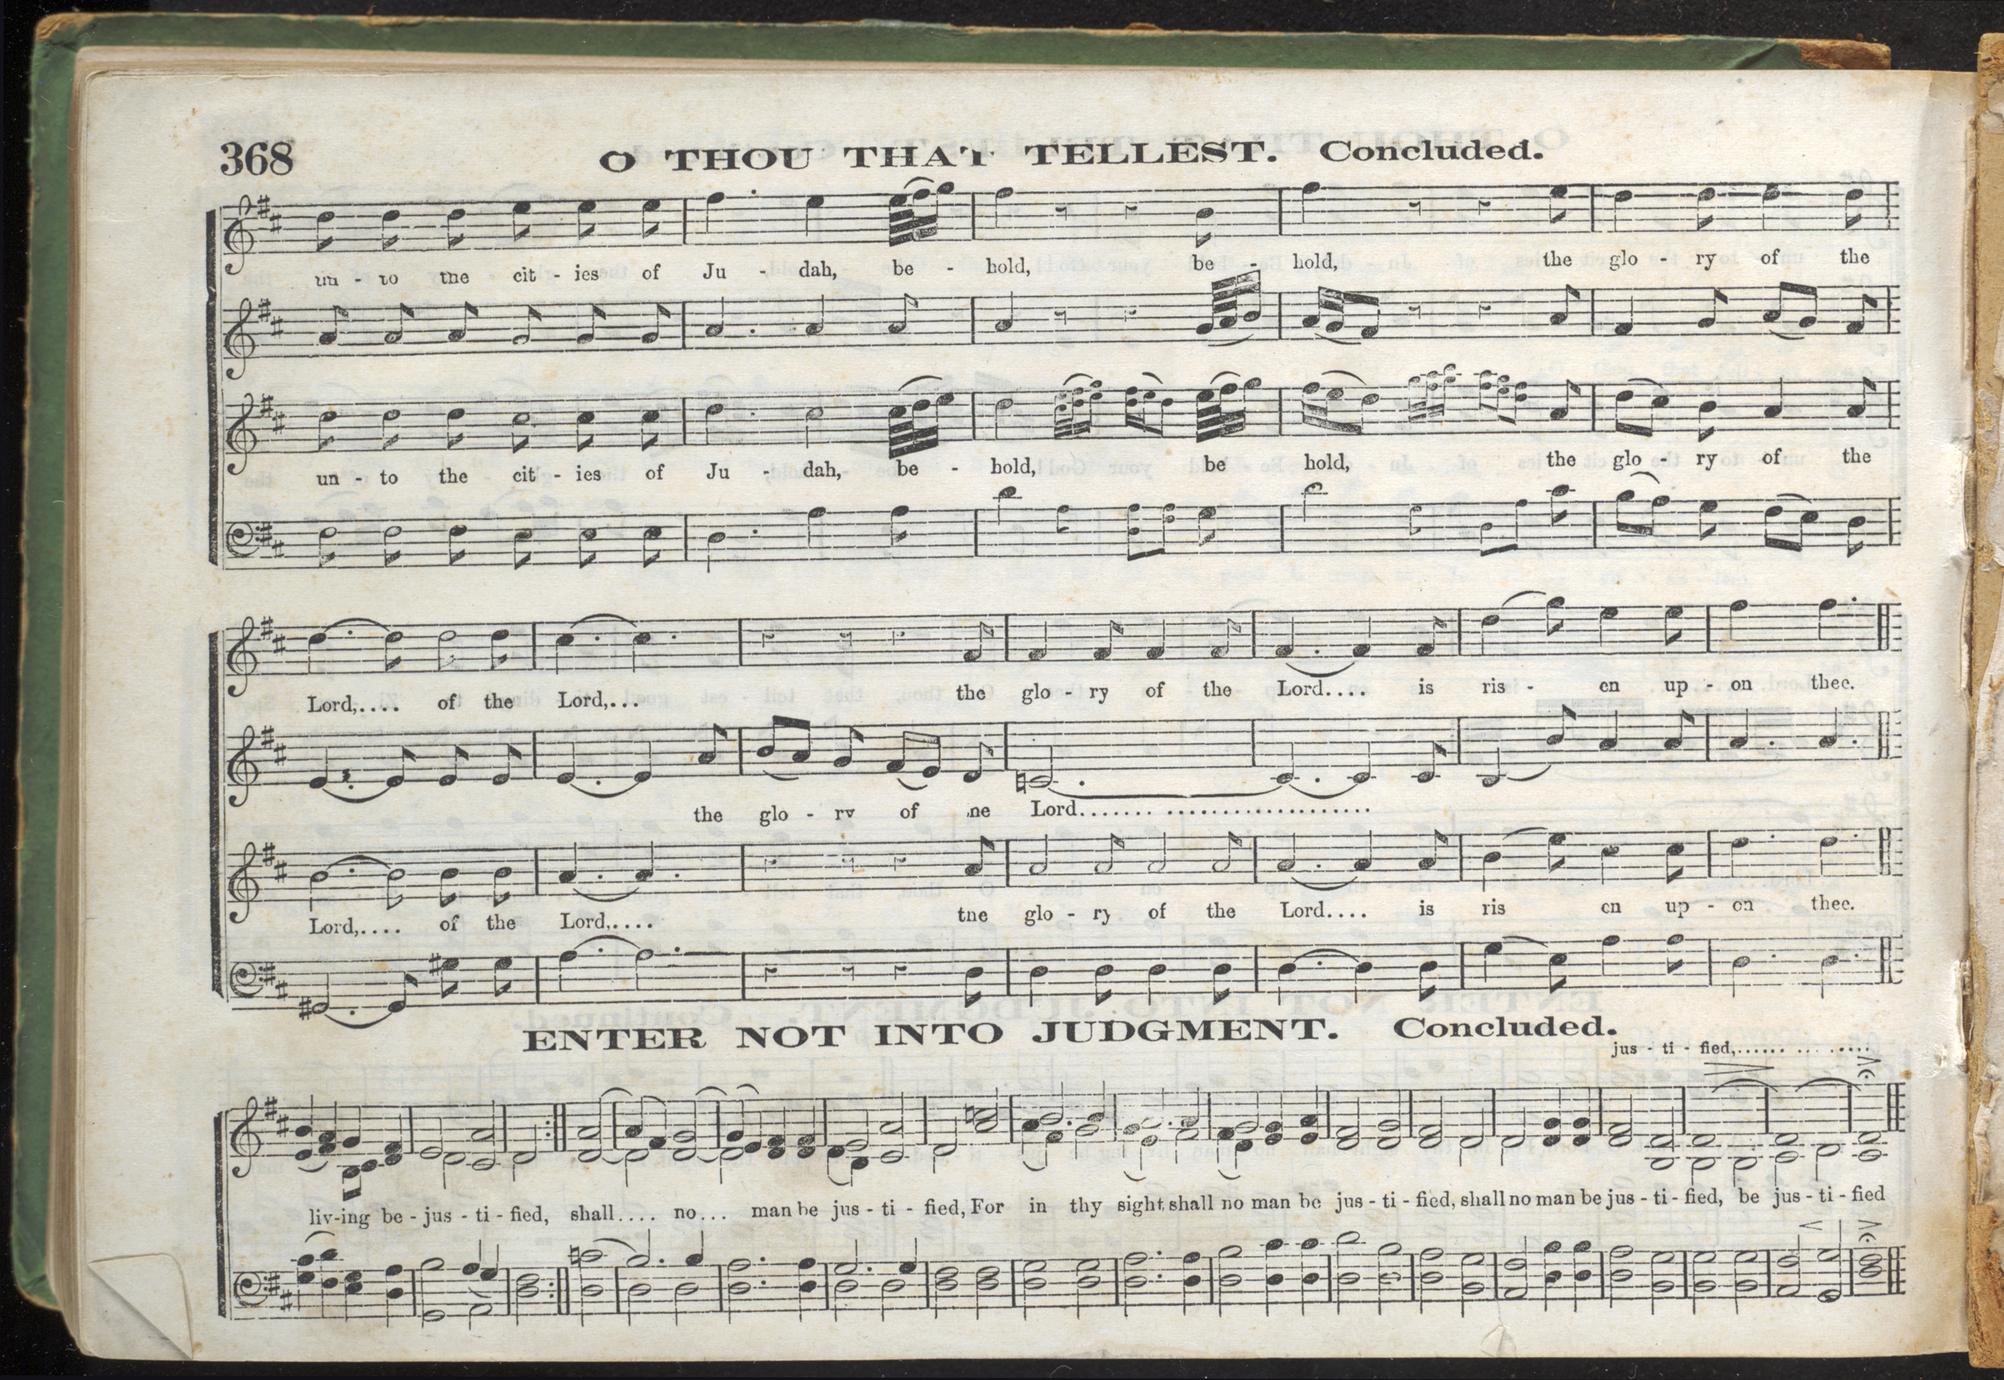 368
O THOU THAT TELLEST. Concluded.
un - to the cit - ies of Ju - dah, be - hold, be - hold, the glo - ry of the
un - to the cit - ies of Ju - dah, be - hold, be hold, the glo ry of the
Lord,.... of the Lord,... the glo - ry of the Lord.... is ris - en up - on thee.
the glo - ry of Lord.......
Lord,.... of the Lord,.... the glo - ry of the Lord.... is ris en up - on thee.
ENTER NOT INTO JUDGMENT. Concluded.
jus - ti - fied,......
liv-ing be - jus - ti - fied, shall.... no... man be jus - ti - fied, For in thy sight shall no man be jus - ti - fied, shall no man be jus - ti - fied, be jus - ti - fied